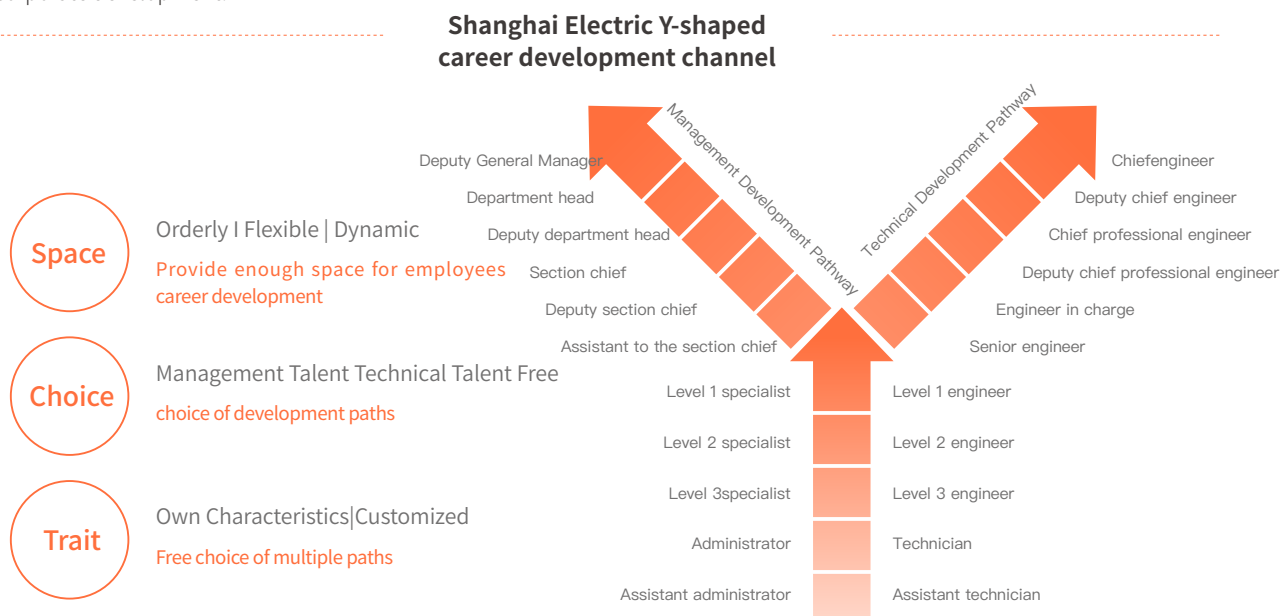 Shanghai Electric Y-shaped
career development channel
Management Development Pathway
Technical Development Pathway
Deputy General Manager
Department head
Deputy department head
Section chief
Deputy section chief
Assistant to the section chief
Chiefengineer
Deputy chief engineer
Chief professional engineer
Deputy chief professional engineer
Engineer in charge
Senior engineer
Level 1 specialist
Level 1 engineer
Level 2 specialist
Level 2 engineer
Level 3specialist
Level 3 engineer
Administrator
Technician
Assistant administrator
Assistant technician
Space
Orderly I Flexible | Dynamic
Provide enough space for employees
career development
Choice
Management Talent Technical Talent Free
choice of development paths
Trait
Own Characteristics|Customized
Free choice of multiple paths